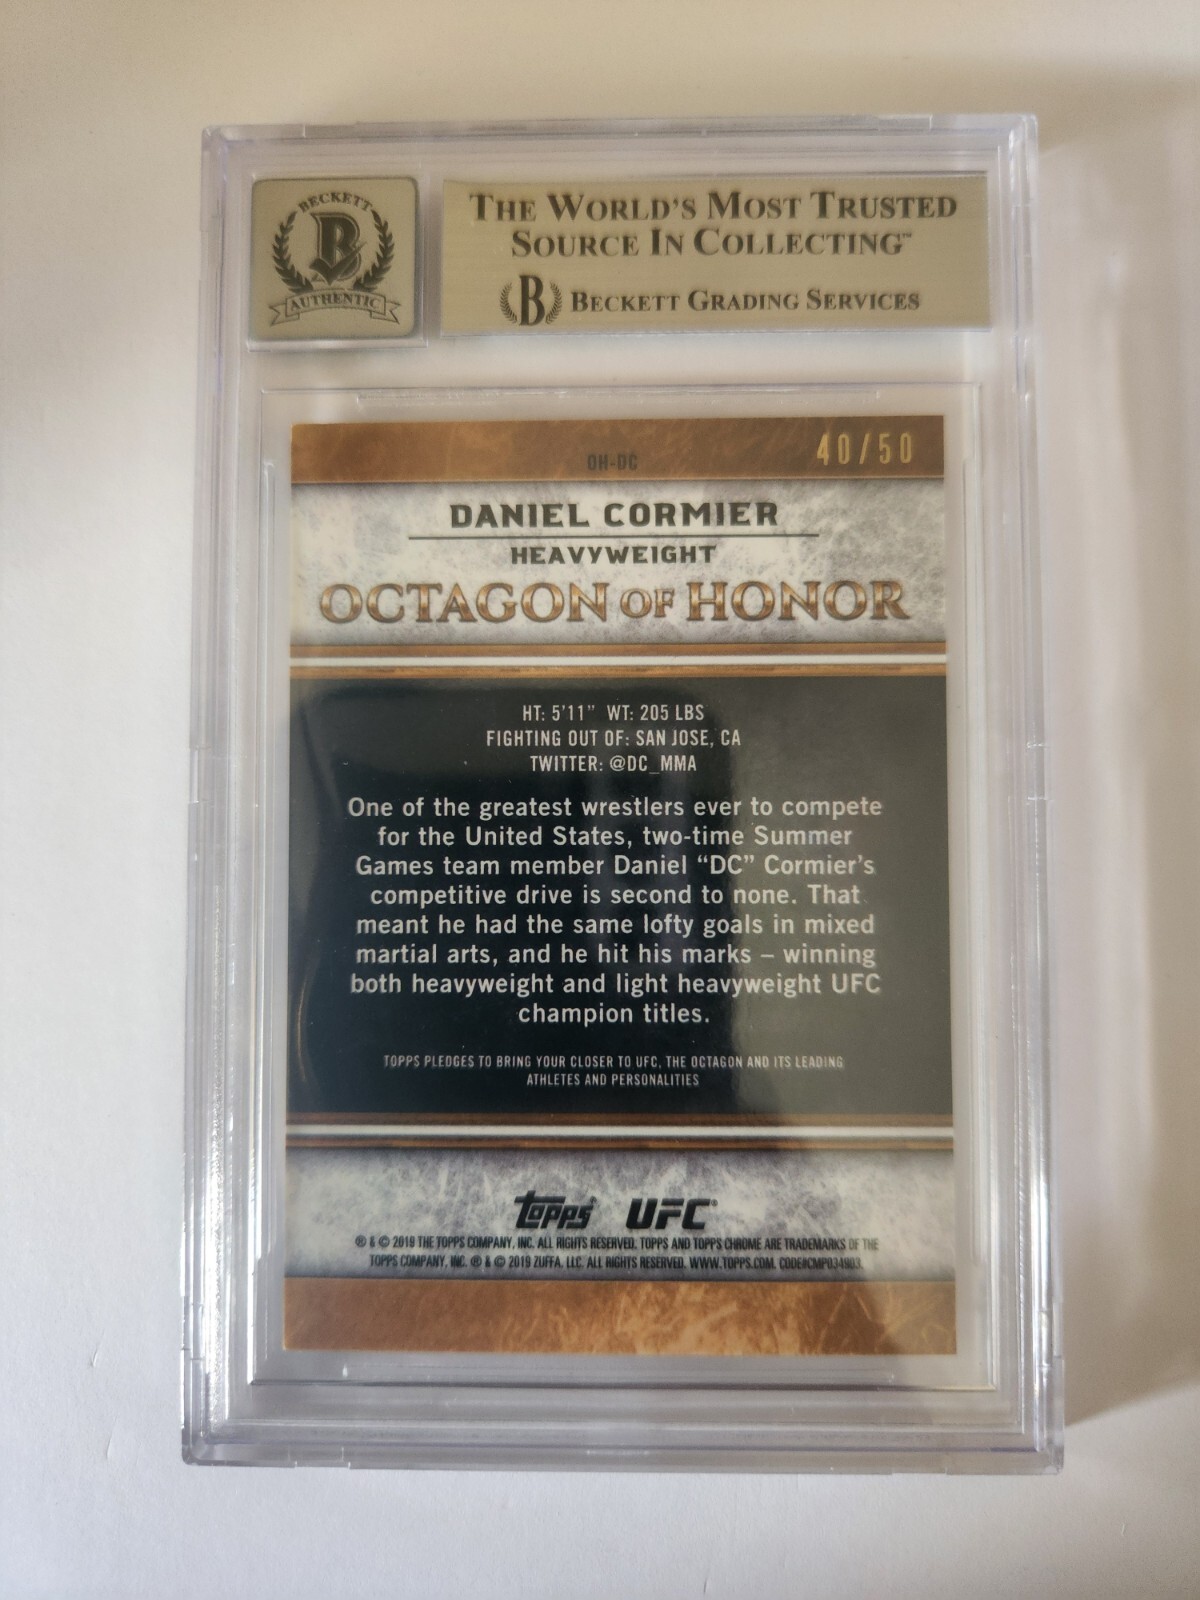 BECKETT
B
AUTHENTIC
THE WORLD'S MOST TRUSTED
SOURCE IN COLLECTING™
B BECKETT GRADING SERVICES
OH-DC
40/50
DANIEL CORMIER
HEAVYWEIGHT
OCTAGON OF HONOR
HT: 5'11" WT: 205 LBS
FIGHTING OUT OF: SAN JOSE, CA
TWITTER: @DC_MMA
One of the greatest wrestlers ever to compete
for the United States, two-time Summer
Games team member Daniel “DC” Cormier's
competitive drive is second to none. That
meant he had the same lofty goals in mixed
martial arts, and he hit his marks – winning
both heavyweight and light heavyweight UFC
champion titles.
TOPPS PLEDGES TO BRING YOUR CLOSER TO UFC, THE OCTAGON AND ITS LEADING
ATHLETES AND PERSONALITIES
Topps UFC®
® & © 2019 THE TOPPS COMPANY, INC. ALL RIGHTS RESERVED. TOPPS AND TOPPS CHROME ARE TRADEMARKS OF THE
TOPPS COMPANY, INC. ® & © 2019 ZUFFA, LLC. ALL RIGHTS RESERVED. WWW.TOPPS.COM. CODE#CMP034903.